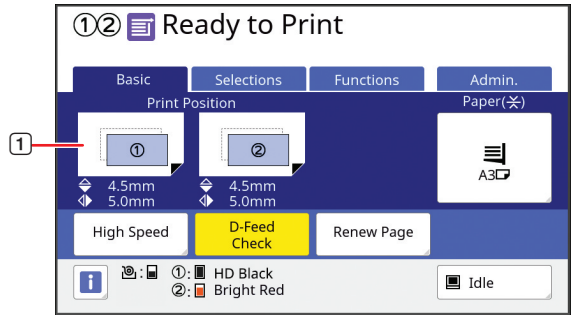 ①② Ready to Print
Basic
Selections
Functions
Admin.
Print Position
Paper(
)
1
①
②
4.5mm
5.0mm
4.5mm
5.0mm
A3
High Speed
D-Feed
Check
Renew Page
i
:
①: HD Black
②: Bright Red
Idle